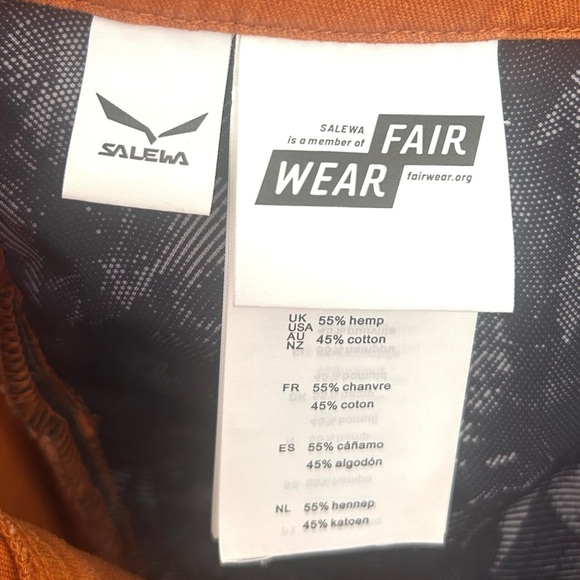 SALEWA
SALEWA
is a member of
FAIR
WEAR
fairwear.org
UK
USA
AU
NZ
55% hemp
45% cotton
FR 55% chanvre
45% coton
ES 55% cáñamo
45% algodón
NL 55% hennep
45% katoen